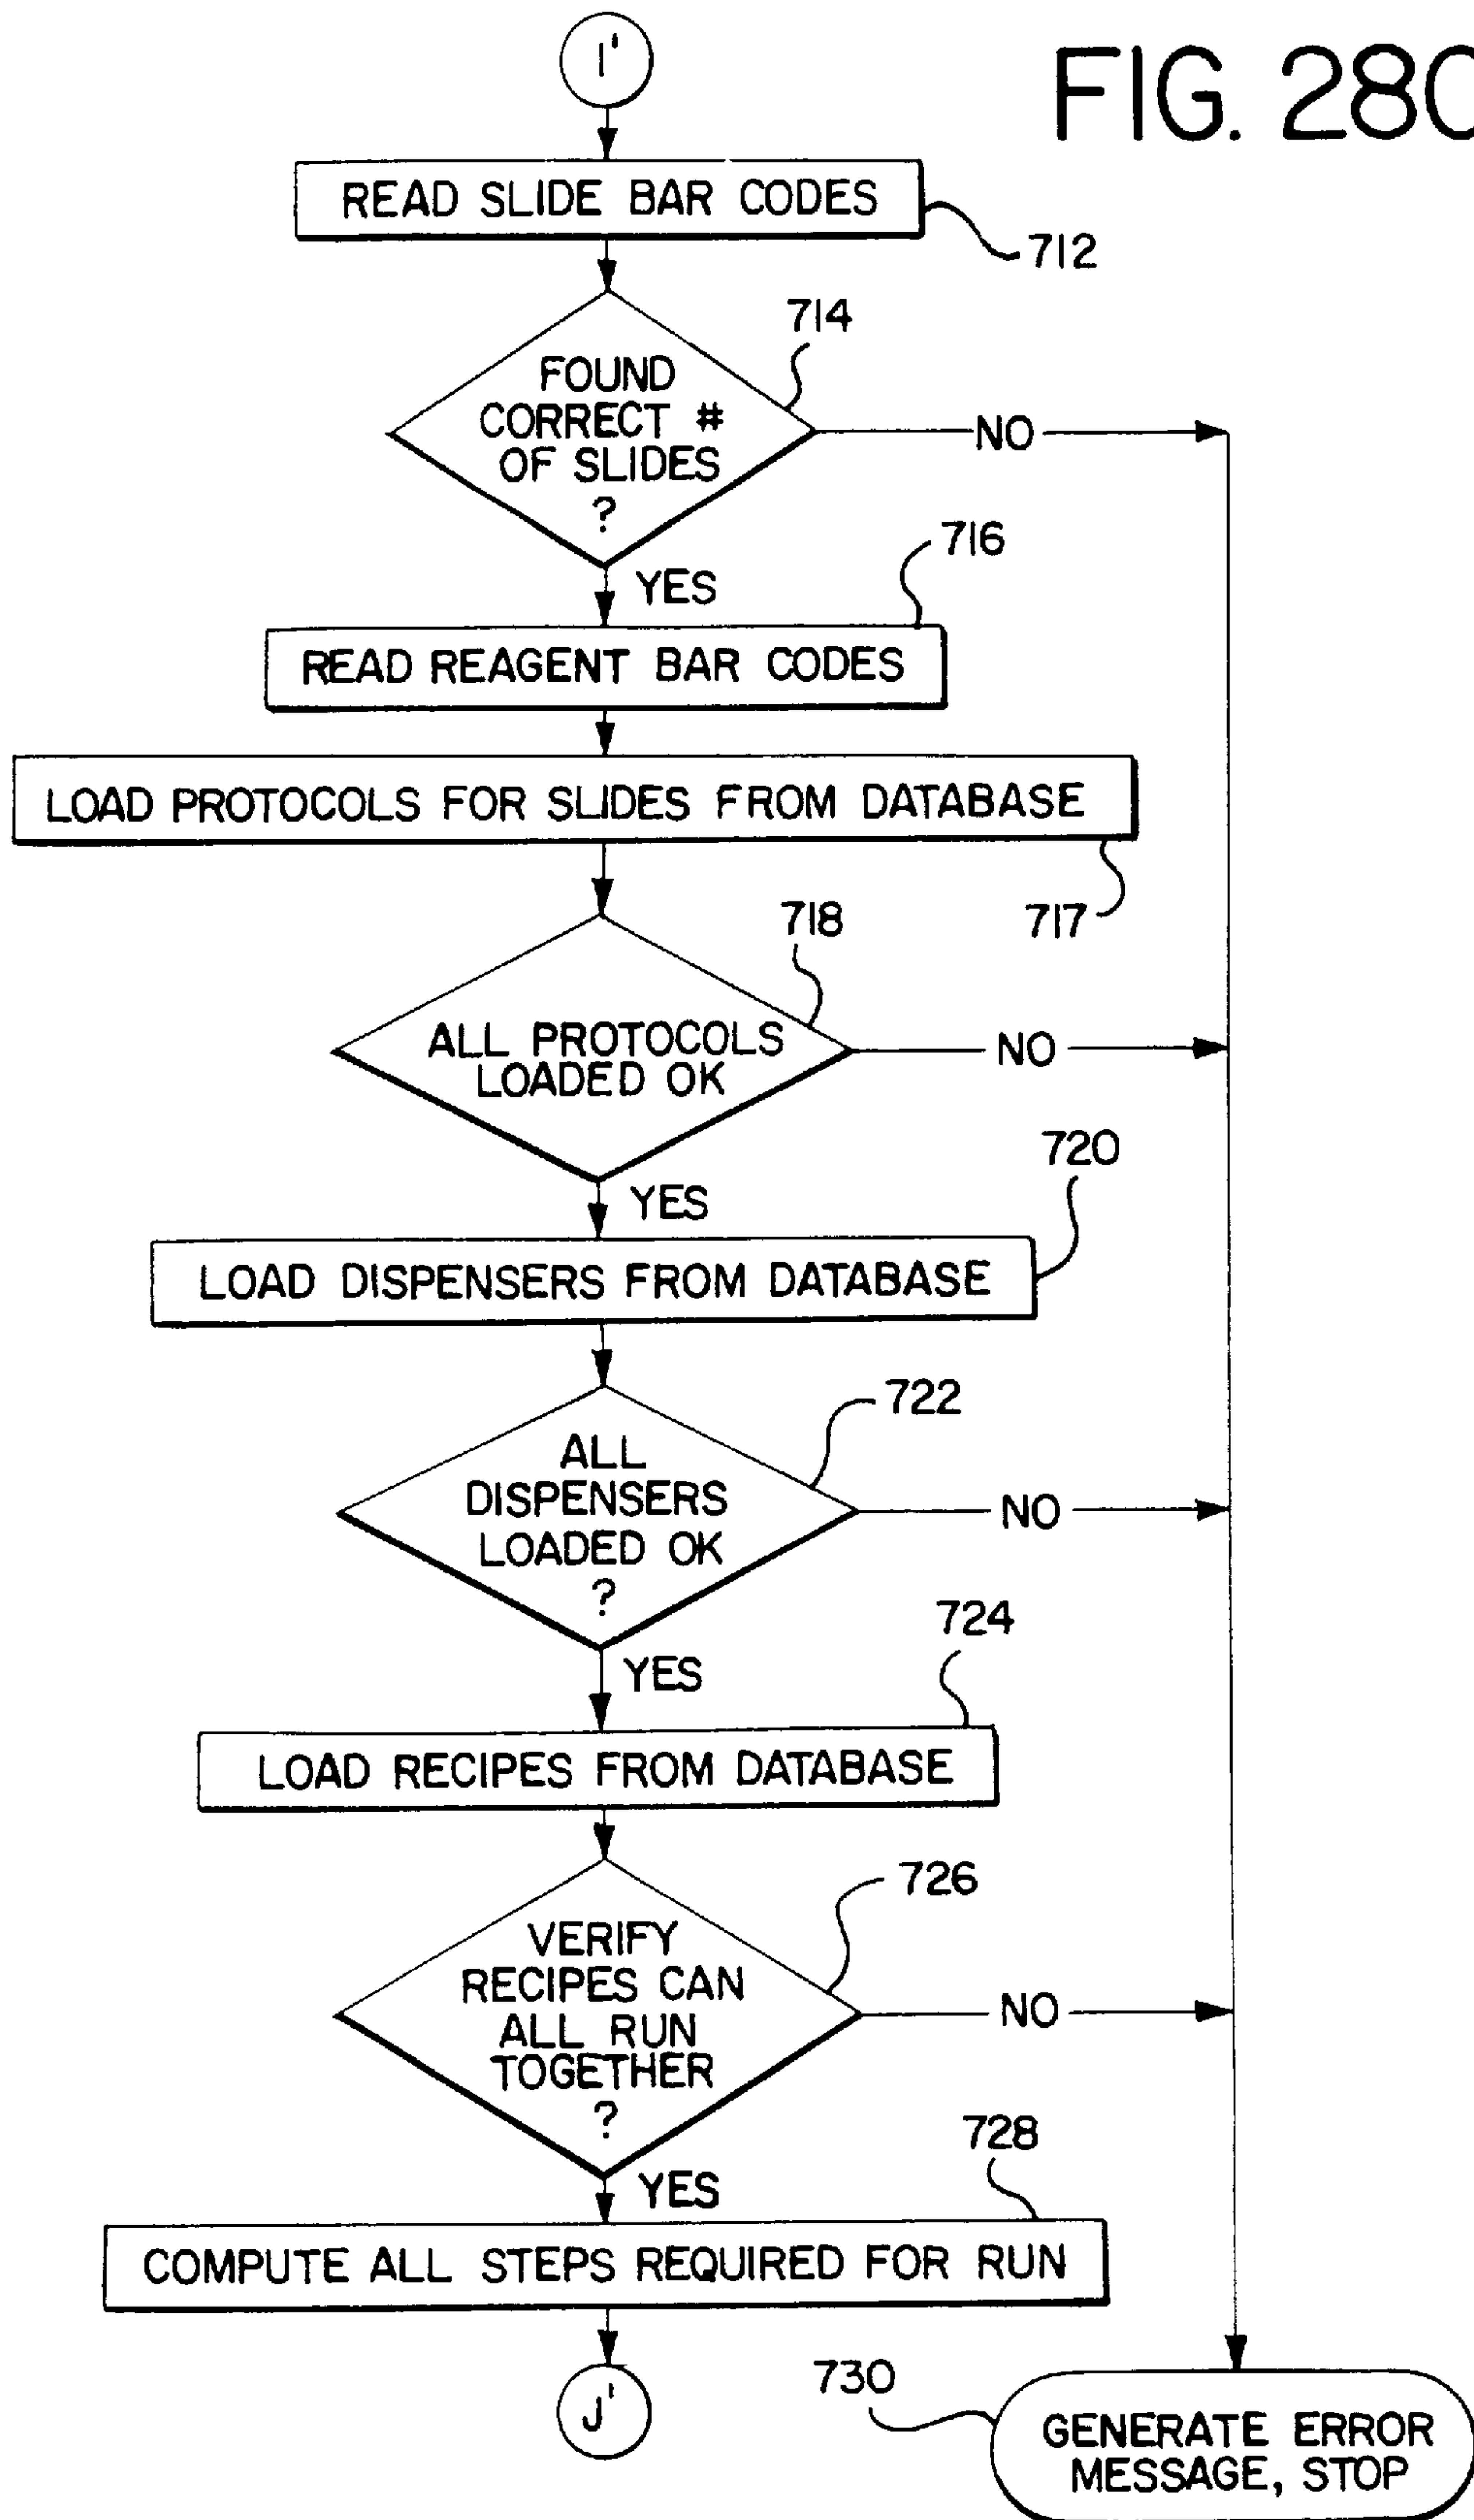 I'
FIG. 28C
READ SLIDE BAR CODES
712
714
FOUND
CORRECT #
OF SLIDES
?
NO
YES
716
READ REAGENT BAR CODES
LOAD PROTOCOLS FOR SLIDES FROM DATABASE
717
718
ALL PROTOCOLS
LOADED OK
NO
YES
720
LOAD DISPENSERS FROM DATABASE
722
ALL
DISPENSERS
LOADED OK
?
NO
YES
724
LOAD RECIPES FROM DATABASE
726
VERIFY
RECIPES CAN
ALL RUN
TOGETHER
?
NO
YES
728
COMPUTE ALL STEPS REQUIRED FOR RUN
J'
730
GENERATE ERROR
MESSAGE, STOP